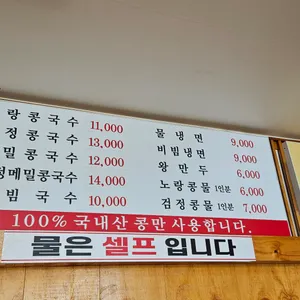 랑콩국수 11,000
정콩국수 13,000
밀콩국수 12,000
정메밀콩국수 14,000
빔국수 10,000
물냉면 9,000
비빔냉면 9,000
왕만두 6,000
노랑콩물 1인분 6,000
검정콩물 1인분 7,000
100% 국내산 콩만 사용합니다.
물은 셀프 입니다